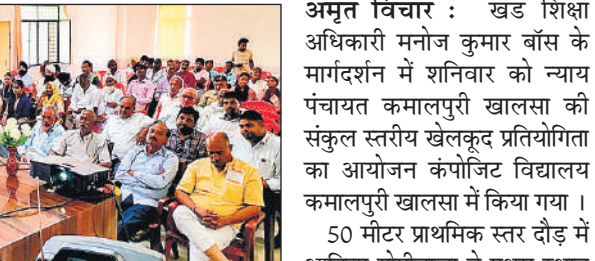 अमृत विचार : खड शिक्षा
अधिकारी मनोज कुमार बॉस के
मार्गदर्शन में शनिवार को न्याय
पंचायत कमालपुरी खालसा की
संकुल स्तरीय खेलकूद प्रतियोगिता
का आयोजन कंपोजिट विद्यालय
कमालपुरी खालसा में किया गया ।
50 मीटर प्राथमिक स्तर दौड़ में